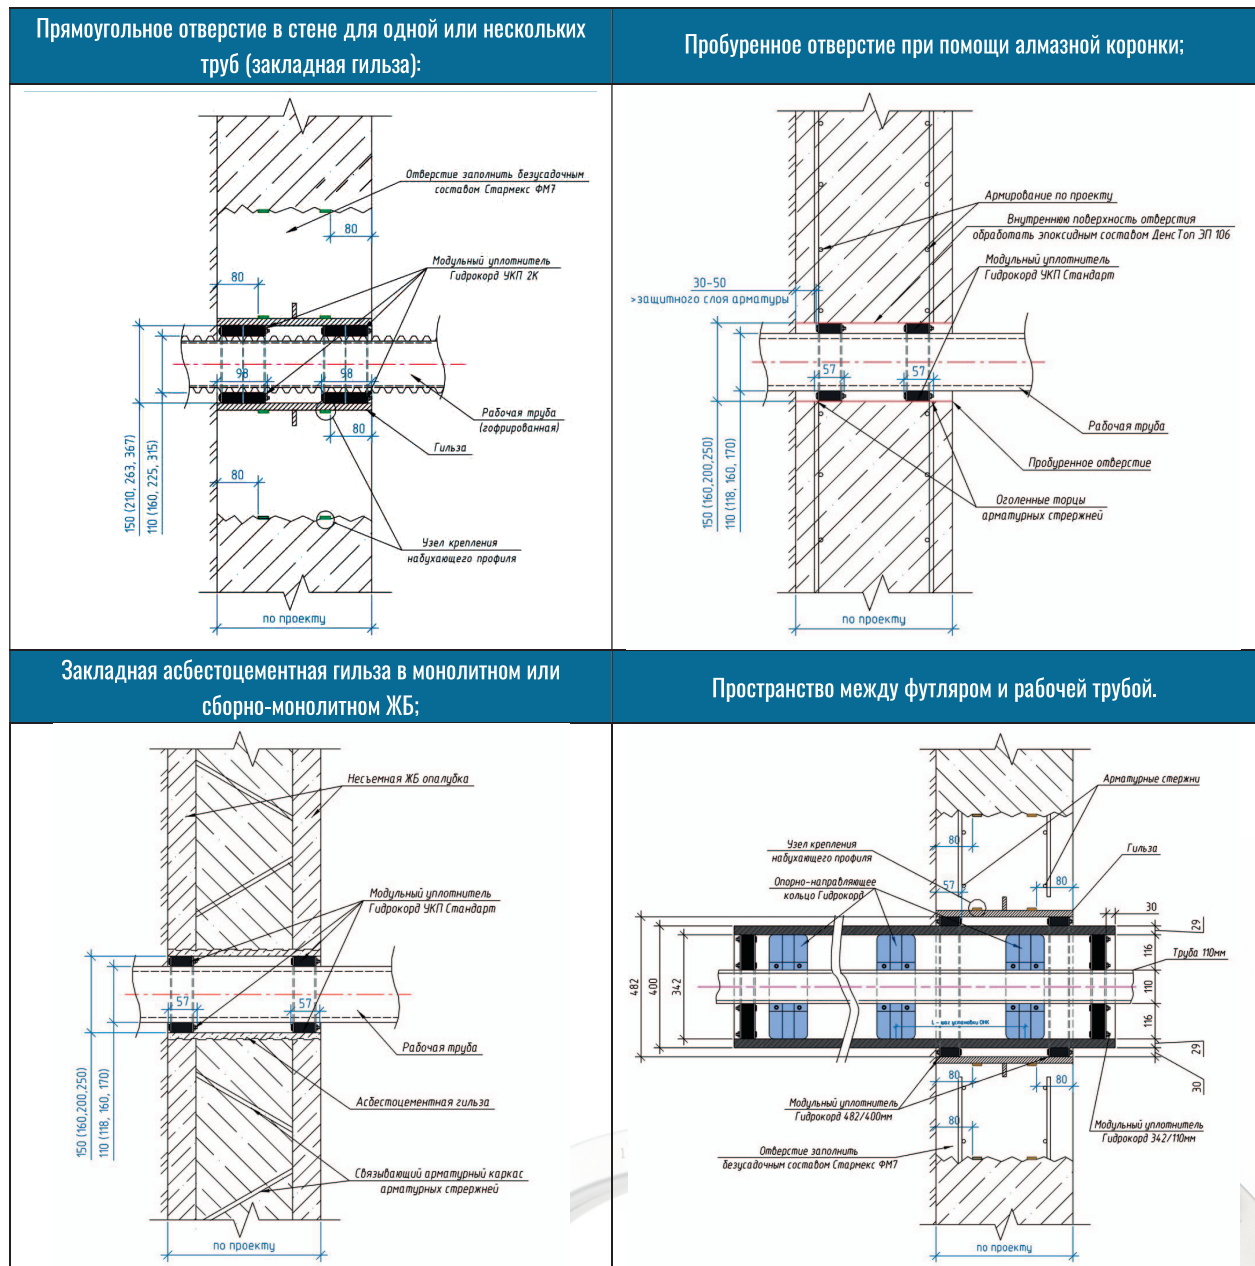 Прямоугольное отверстие в стене для одной или нескольких
труб (закладная гильза):
Отверстие заполнить безусадочным
составом Стармекс ФМ7
80
Модульный уплотнитель
Гидрокорд УКП 2К
80
98
98
Рабочая труба
(гофрированная)
80
Гильза
150 (210, 263, 367)
110 (160, 225, 315)
80
Узел крепления
набухающего профиля
по проекту
Пробуренное отверстие при помощи алмазной коронки;
Армирование по проекту
Внутреннюю поверхность отверстия
обработать эпоксидным составом ДенсТоп ЭП 106
Модульный уплотнитель
Гидрокорд УКП Стандарт
30-50
>защитного слоя арматуры
57
57
Рабочая труба
Пробуренное отверстие
150 (160,200,250)
110 (118, 160, 170)
Оголенные торцы
арматурных стрержней
по проекту
Закладная асбестоцементная гильза в монолитном или
сборно-монолитном ЖБ;
Несъемная ЖБ опалубка
Модульный уплотнитель
Гидрокорд УКП Стандарт
57
57
Рабочая труба
150 (160,200,250)
110 (118, 160, 170)
Асбестоцементная гильза
Связывающий арматурный каркас
арматурных стрержней
по проекту
Пространство между футляром и рабочей трубой.
Арматурные стержни
Узел крепления
набухающего профиля
80
Гильза
Опорно-направляющее
кольцо Гидрокорд
57
80
30
29
116
Труба 110мм
482
400
342
110
L - шаг установки ОНК
116
29
80
80
30
Модульный уплотнитель
Гидрокорд 482/400мм
80
Модульный уплотнитель
Гидрокорд 342/110мм
Отверстие заполнить
безусадочным составом Стармекс ФМ7
по проекту